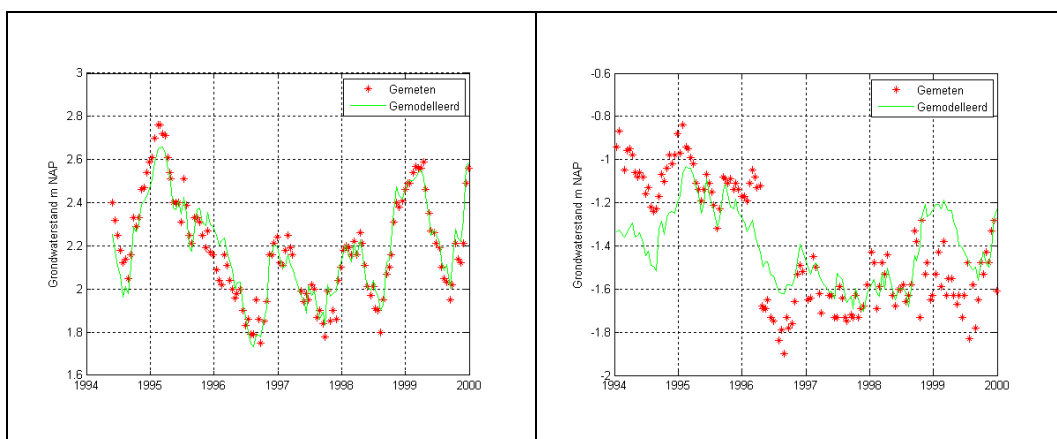 3
2.8
2.6
2.4
2.2
2
1.8
1.6
1994 1995 1996 1997 1998 1999 2000
Grondwaterstand m NAP
Gemeten
Gemodelleerd
-0.6
-0.8
-1
-1.2
-1.4
-1.6
-1.8
-2
1994 1995 1996 1997 1998 1999 2000
Grondwaterstand m NAP
Gemeten
Gemodelleerd